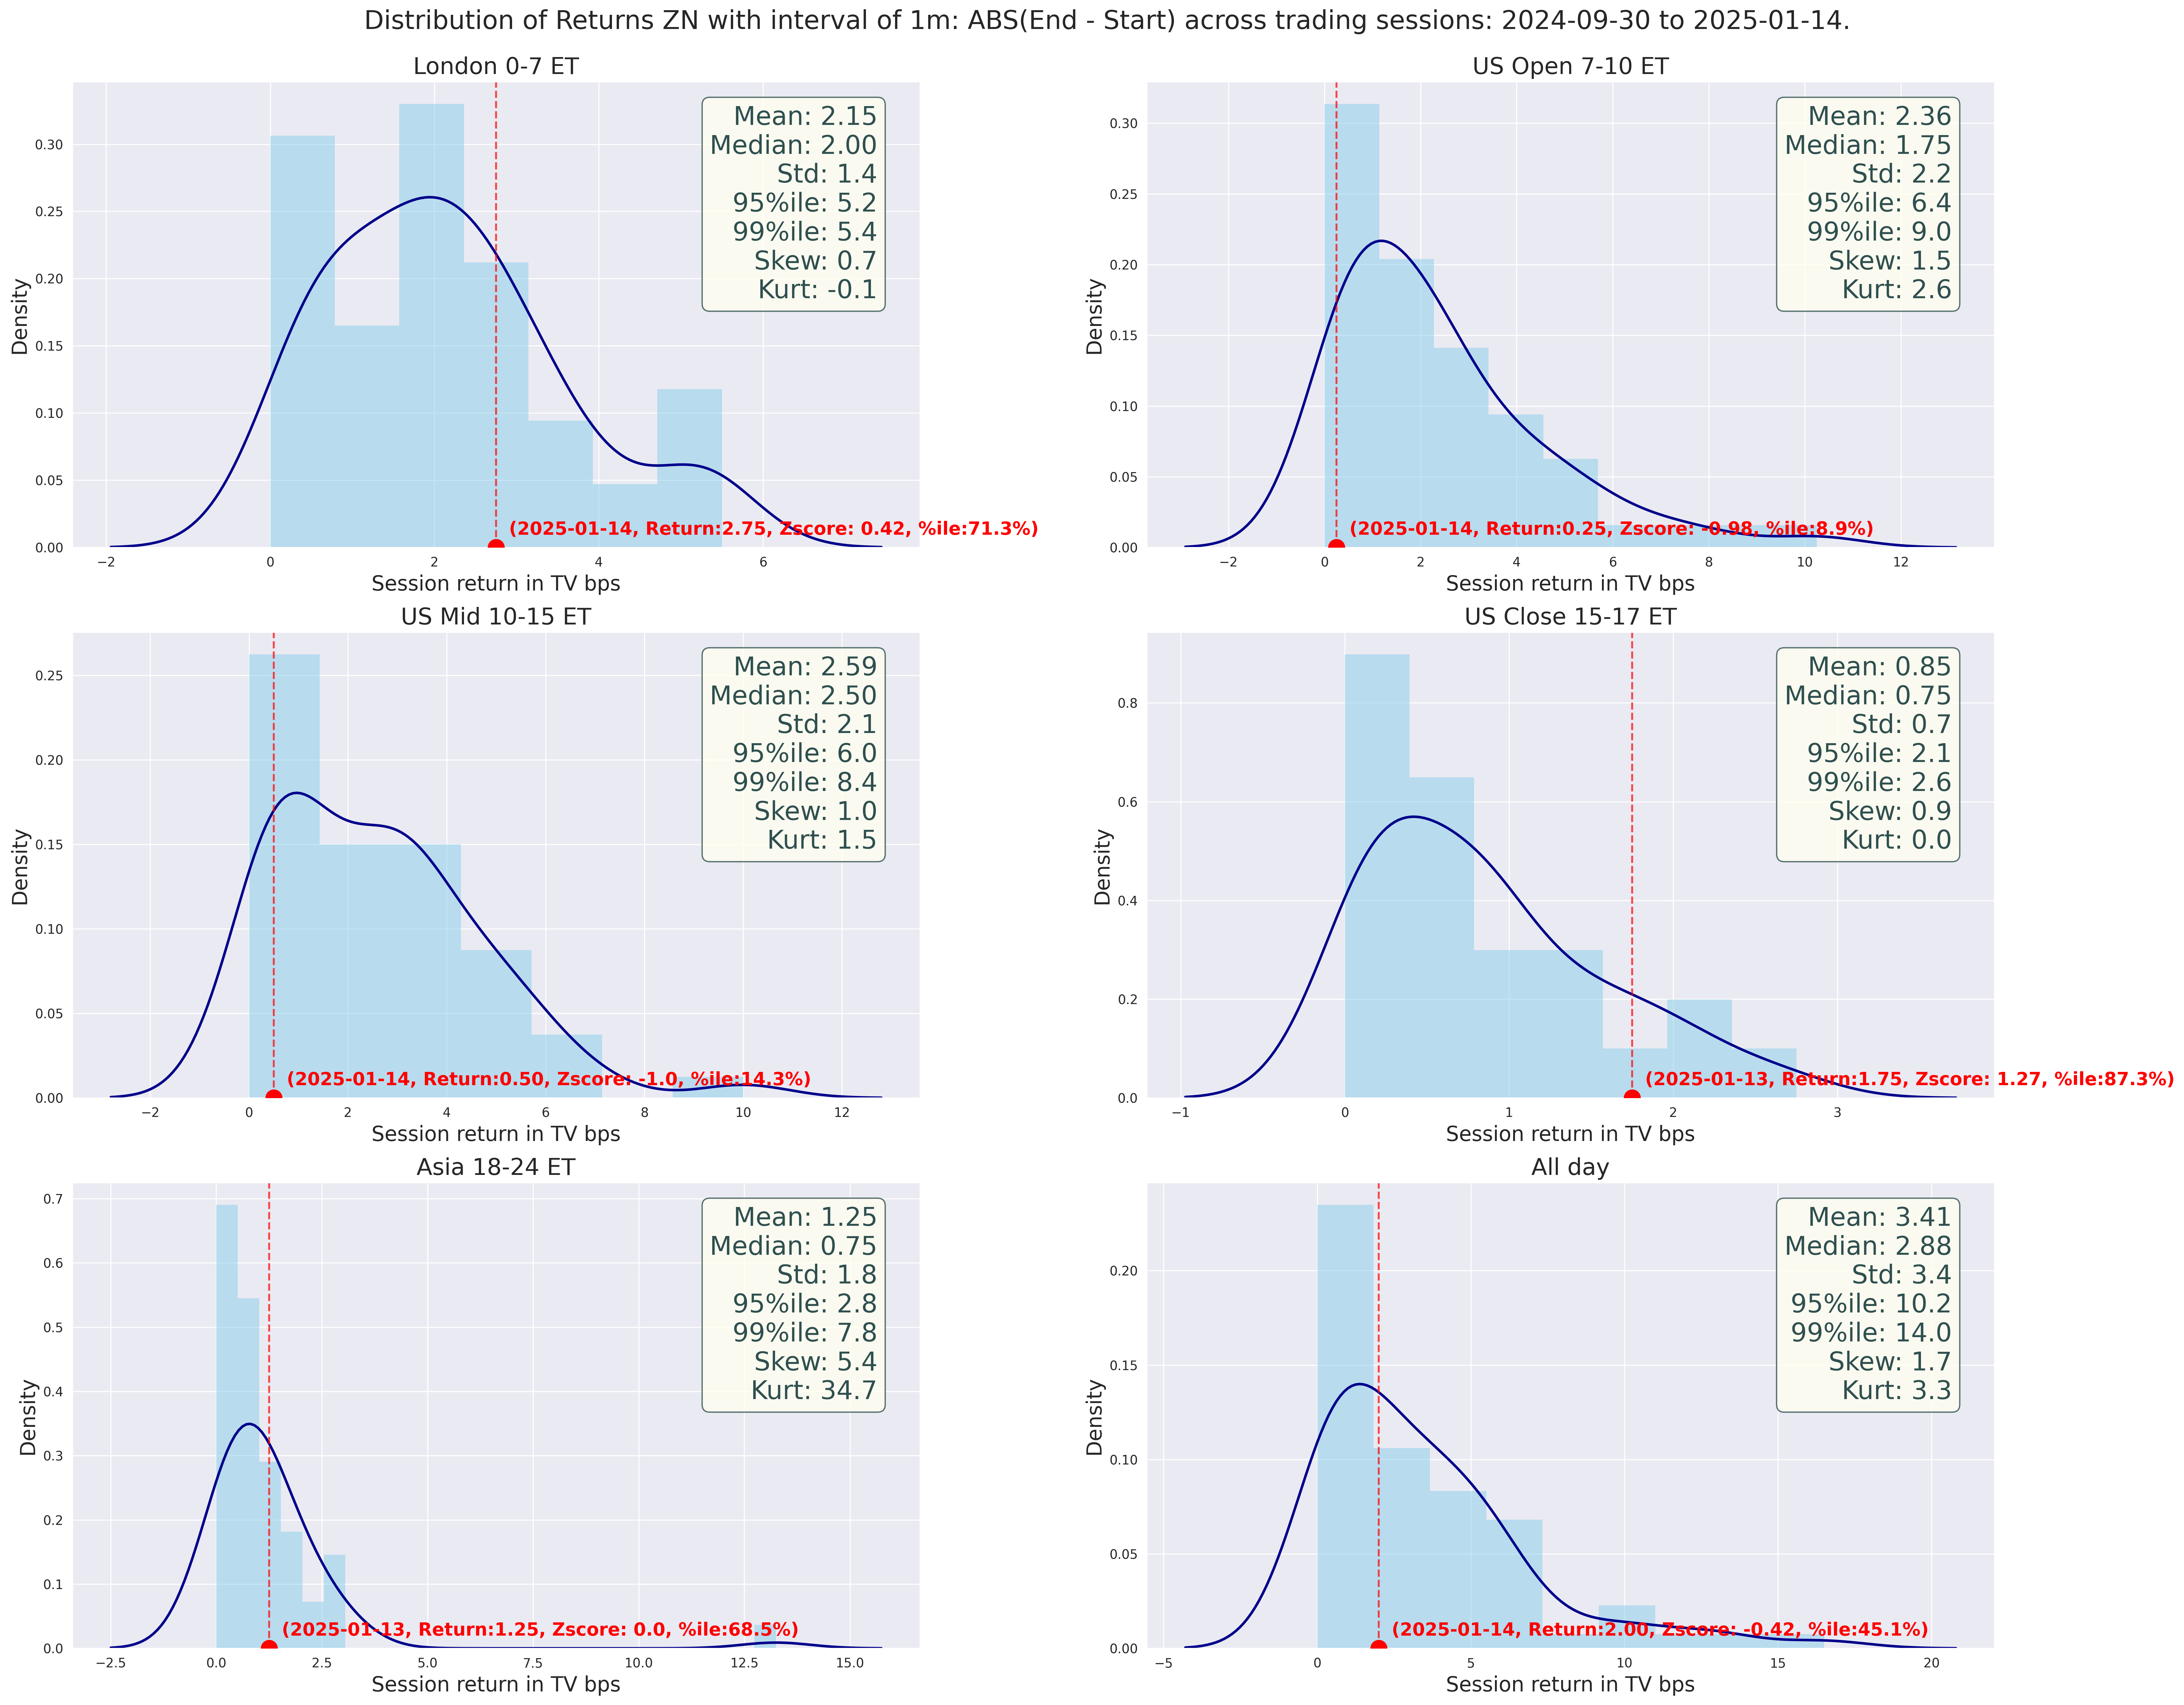 Distribution of Returns ZN with interval of 1m: ABS(End - Start) across trading sessions: 2024-09-30 to 2025-01-14.
London 0-7 ET
Mean: 2.15
Median: 2.00
Std: 1.4
95%ile: 5.2
99%ile: 5.4
Skew: 0.7
Kurt: -0.1
0.30
0.25
0.20
0.15
0.10
0.05
0.00
Density
(2025-01-14, Return:2.75, Zscore: 0.42, %ile:71.3%)
−2 0 2 4 6
Session return in TV bps
US Open 7-10 ET
Mean: 2.36
Median: 1.75
Std: 2.2
95%ile: 6.4
99%ile: 9.0
Skew: 1.5
Kurt: 2.6
0.30
0.25
0.20
0.15
0.10
0.05
0.00
Density
(2025-01-14, Return:0.25, Zscore: -0.98, %ile:8.9%)
−2 0 2 4 6 8 10 12
Session return in TV bps
US Mid 10-15 ET
Mean: 2.59
Median: 2.50
Std: 2.1
95%ile: 6.0
99%ile: 8.4
Skew: 1.0
Kurt: 1.5
0.25
0.20
0.15
0.10
0.05
0.00
Density
(2025-01-14, Return:0.50, Zscore: -1.0, %ile:14.3%)
−2 0 2 4 6 8 10 12
Session return in TV bps
US Close 15-17 ET
Mean: 0.85
Median: 0.75
Std: 0.7
95%ile: 2.1
99%ile: 2.6
Skew: 0.9
Kurt: 0.0
0.8
0.6
0.4
0.2
0.0
Density
(2025-01-13, Return:1.75, Zscore: 1.27, %ile:87.3%)
−1 0 1 2 3
Session return in TV bps
Asia 18-24 ET
Mean: 1.25
Median: 0.75
Std: 1.8
95%ile: 2.8
99%ile: 7.8
Skew: 5.4
Kurt: 34.7
0.7
0.6
0.5
0.4
0.3
0.2
0.1
0.0
Density
(2025-01-13, Return:1.25, Zscore: 0.0, %ile:68.5%)
−2.5 0.0 2.5 5.0 7.5 10.0 12.5 15.0
Session return in TV bps
All day
Mean: 3.41
Median: 2.88
Std: 3.4
95%ile: 10.2
99%ile: 14.0
Skew: 1.7
Kurt: 3.3
0.20
0.15
0.10
0.05
0.00
Density
(2025-01-14, Return:2.00, Zscore: -0.42, %ile:45.1%)
−5 0 5 10 15 20
Session return in TV bps